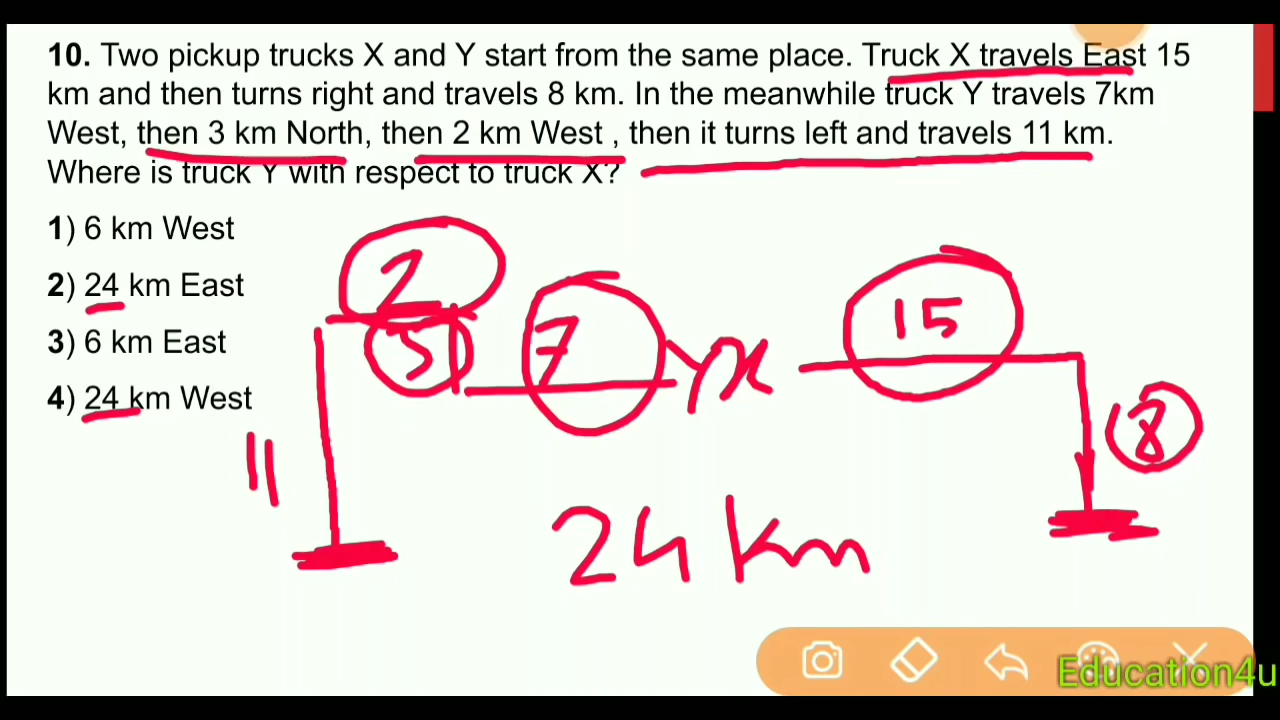 10. Two pickup trucks X and Y start from the same place. Truck X travels East 15
km and then turns right and travels 8 km. In the meanwhile truck Y travels 7km
West, then 3 km North, then 2 km West , then it turns left and travels 11 km.
Where is truck Y with respect to truck X?
1) 6 km West
2) 24 km East
3) 6 km East
4) 24 km West
2
7
15
Y
x
8
11
24 km
Education4u